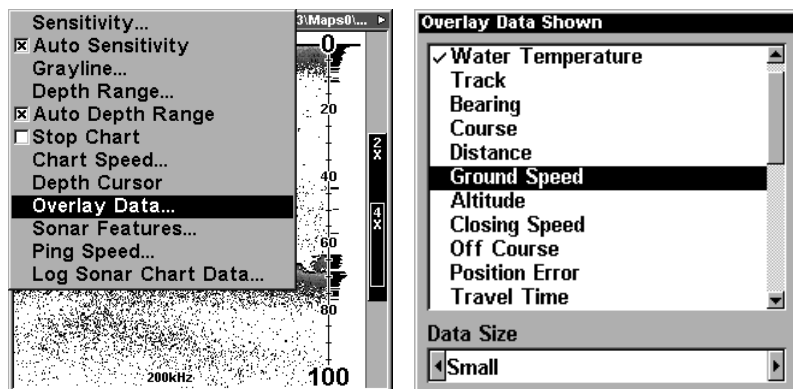 Sensitivity...
Auto Sensitivity
Grayline...
Depth Range...
Auto Depth Range
Stop Chart
Chart Speed...
Depth Cursor
Overlay Data...
Sonar Features...
Ping Speed...
Log Sonar Chart Data...
3\Maps0\...
0
20
40
60
80
100
2x
4x
200kHz
Overlay Data Shown
Water Temperature
Track
Bearing
Course
Distance
Ground Speed
Altitude
Closing Speed
Off Course
Position Error
Travel Time
Data Size
Small